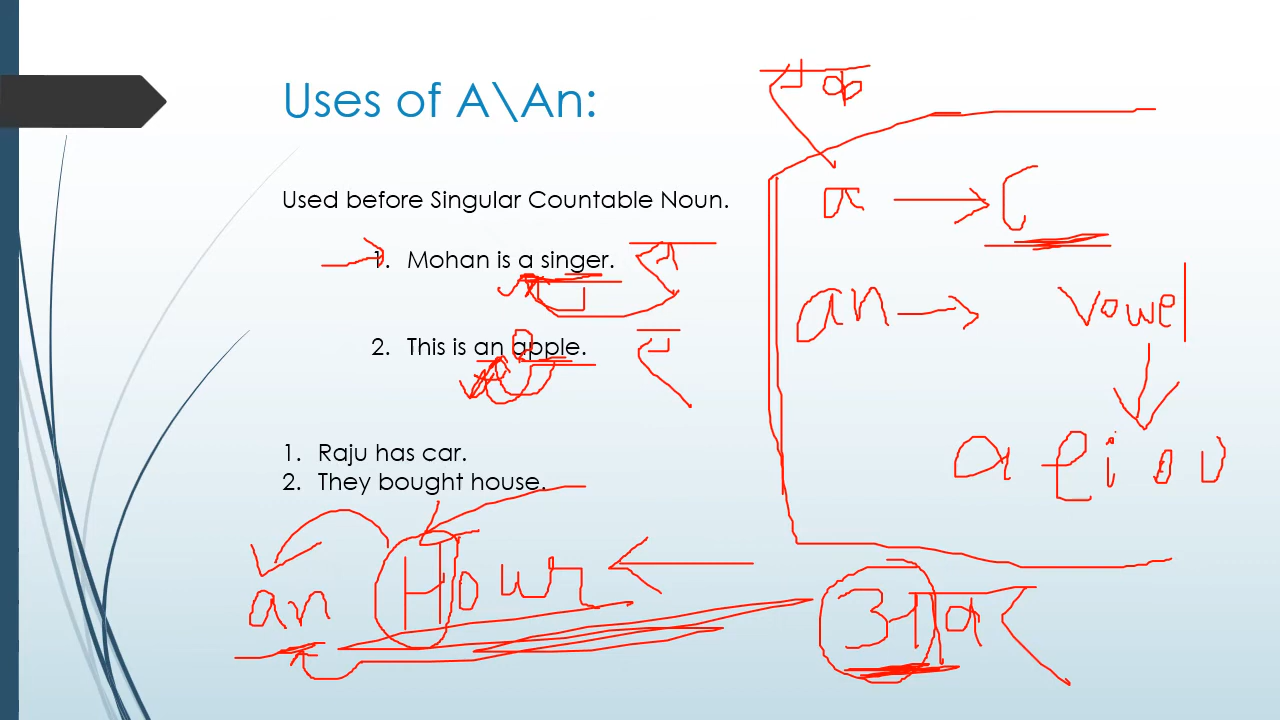 Uses of A\An:
Used before Singular Countable Noun.
1. Mohan is a singer.
2. This is an apple.
1. Raju has car.
2. They bought house.
a → C
an → vowel
a e i o u
an Hour
आवर